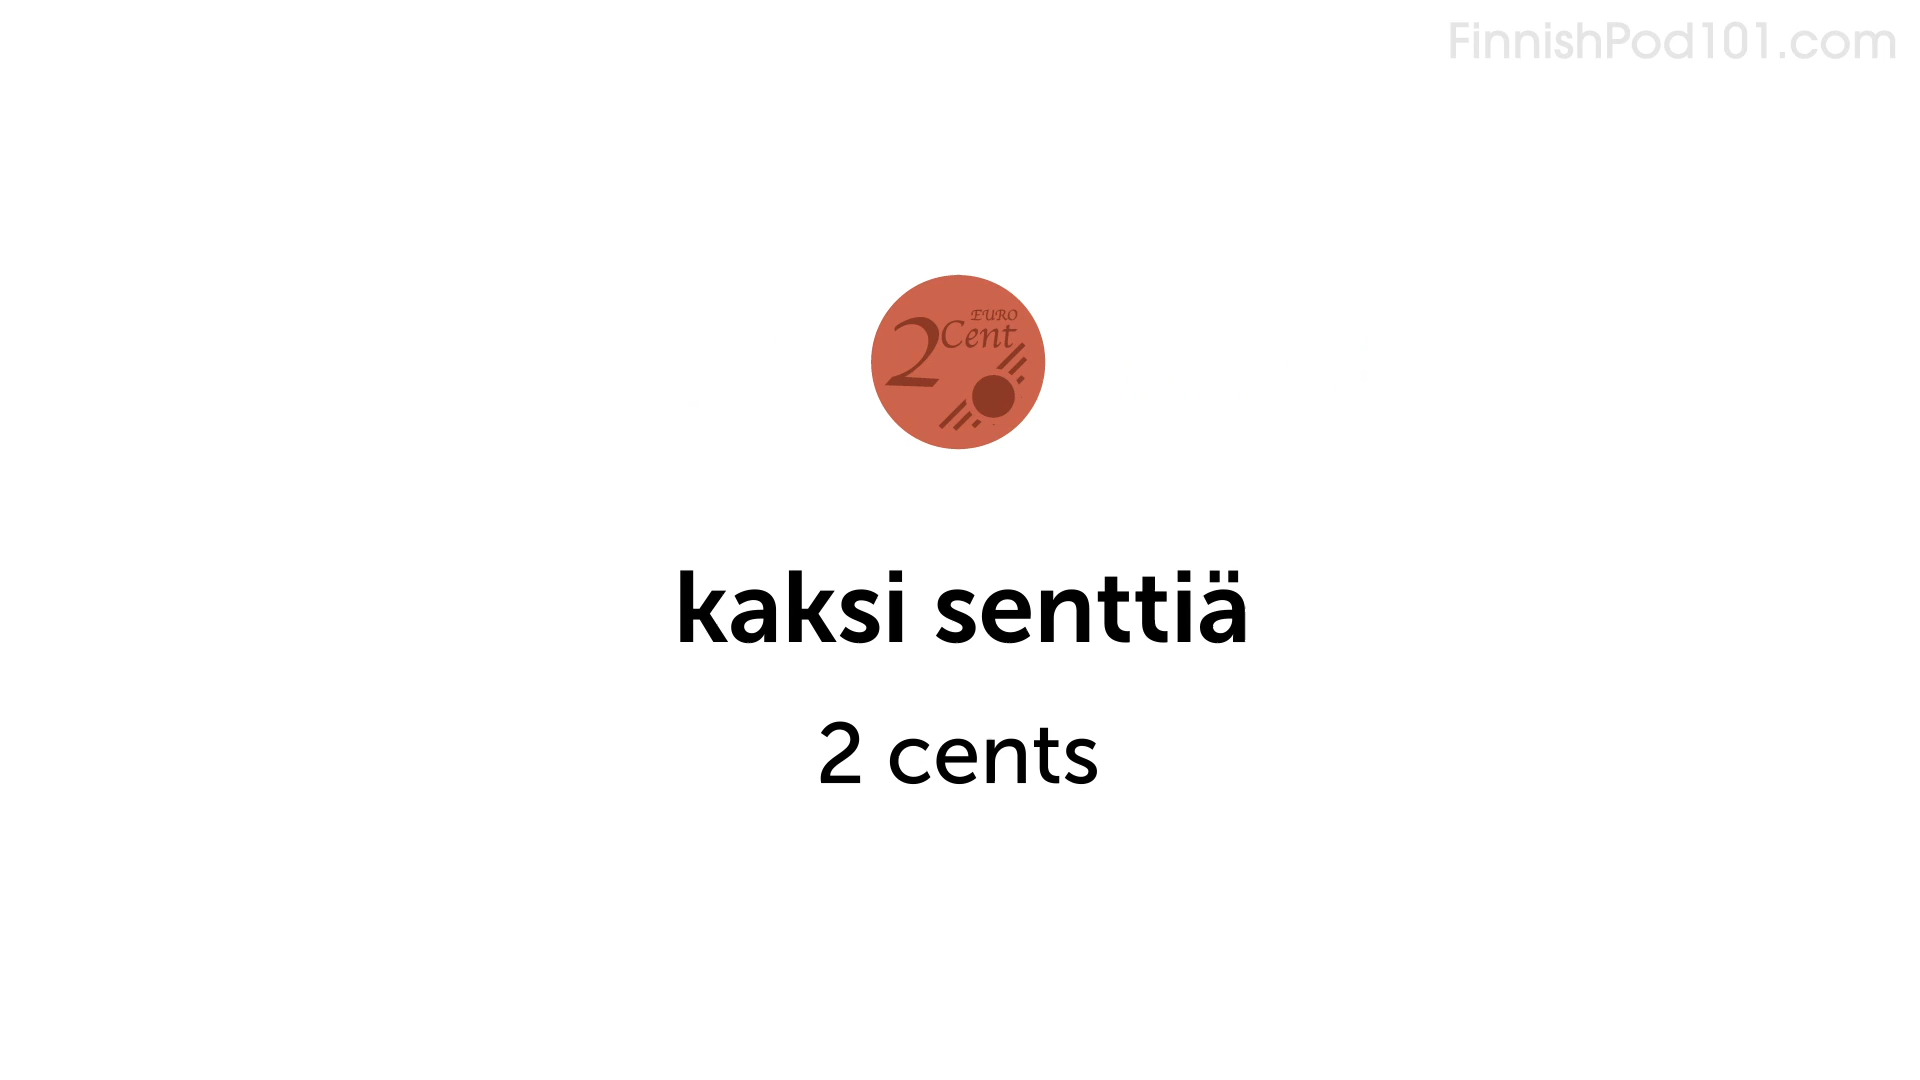 FinnishPod101.com
EURO
2 Cent
kaksi senttiä
2 cents